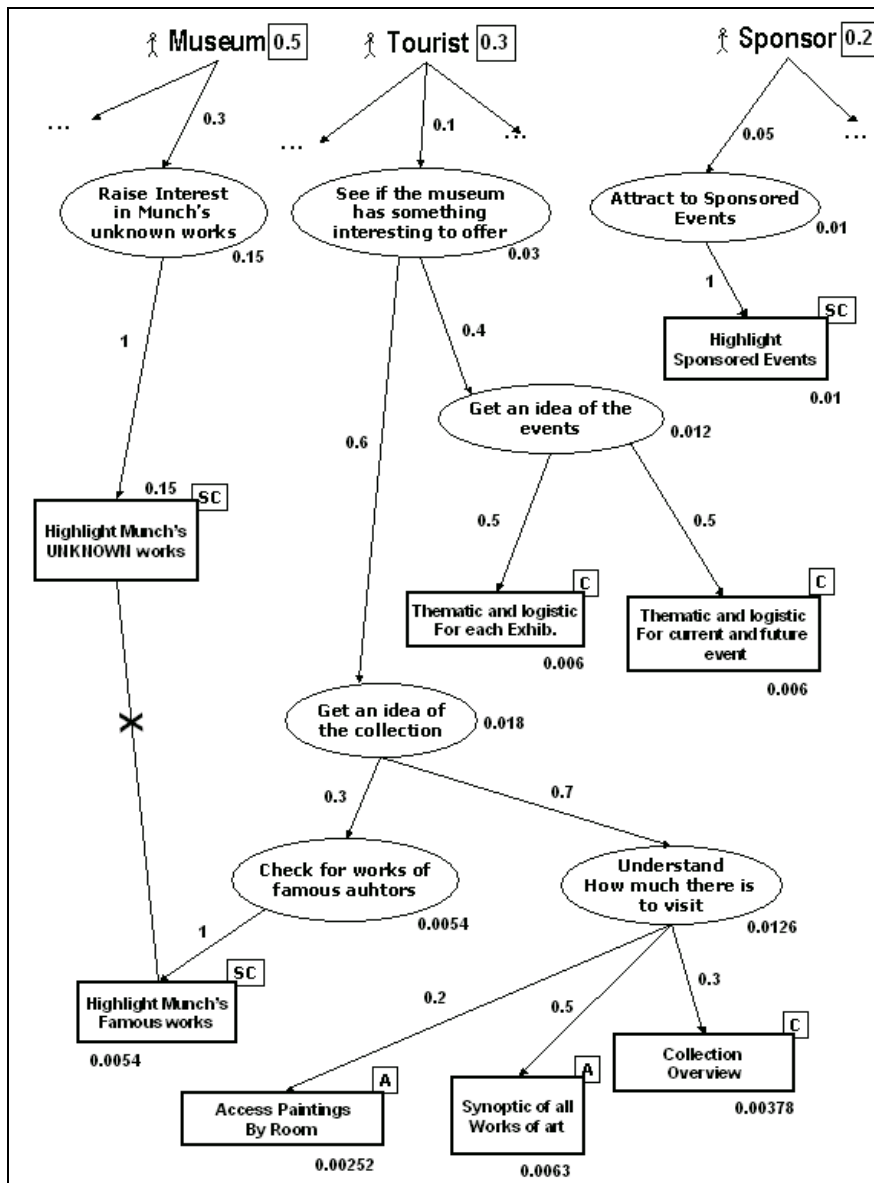 Museum 0.5
Tourist 0.3
Sponsor 0.2
...
0.3
...
0.1
...
0.05
...
Raise Interest
in Munch's
unknown works
0.15
See if the museum
has something
interesting to offer
0.03
Attract to Sponsored
Events
0.01
1
0.4
1
SC
Highlight
Sponsored Events
0.01
0.6
Get an idea of the
events
0.012
0.15
SC
Highlight Munch's
UNKNOWN works
0.5
0.5
C
Thematic and logistic
For each Exhib.
0.006
C
Thematic and logistic
For current and future
event
0.006
Get an idea of
the collection
0.018
0.3
0.7
Check for works of
famous auhtors
0.0054
Understand
How much there is
to visit
0.0126
1
SC
Highlight Munch's
Famous works
0.0054
0.2
0.5
0.3
A
Access Paintings
By Room
0.00252
A
Synoptic of all
Works of art
0.0063
C
Collection
Overview
0.00378